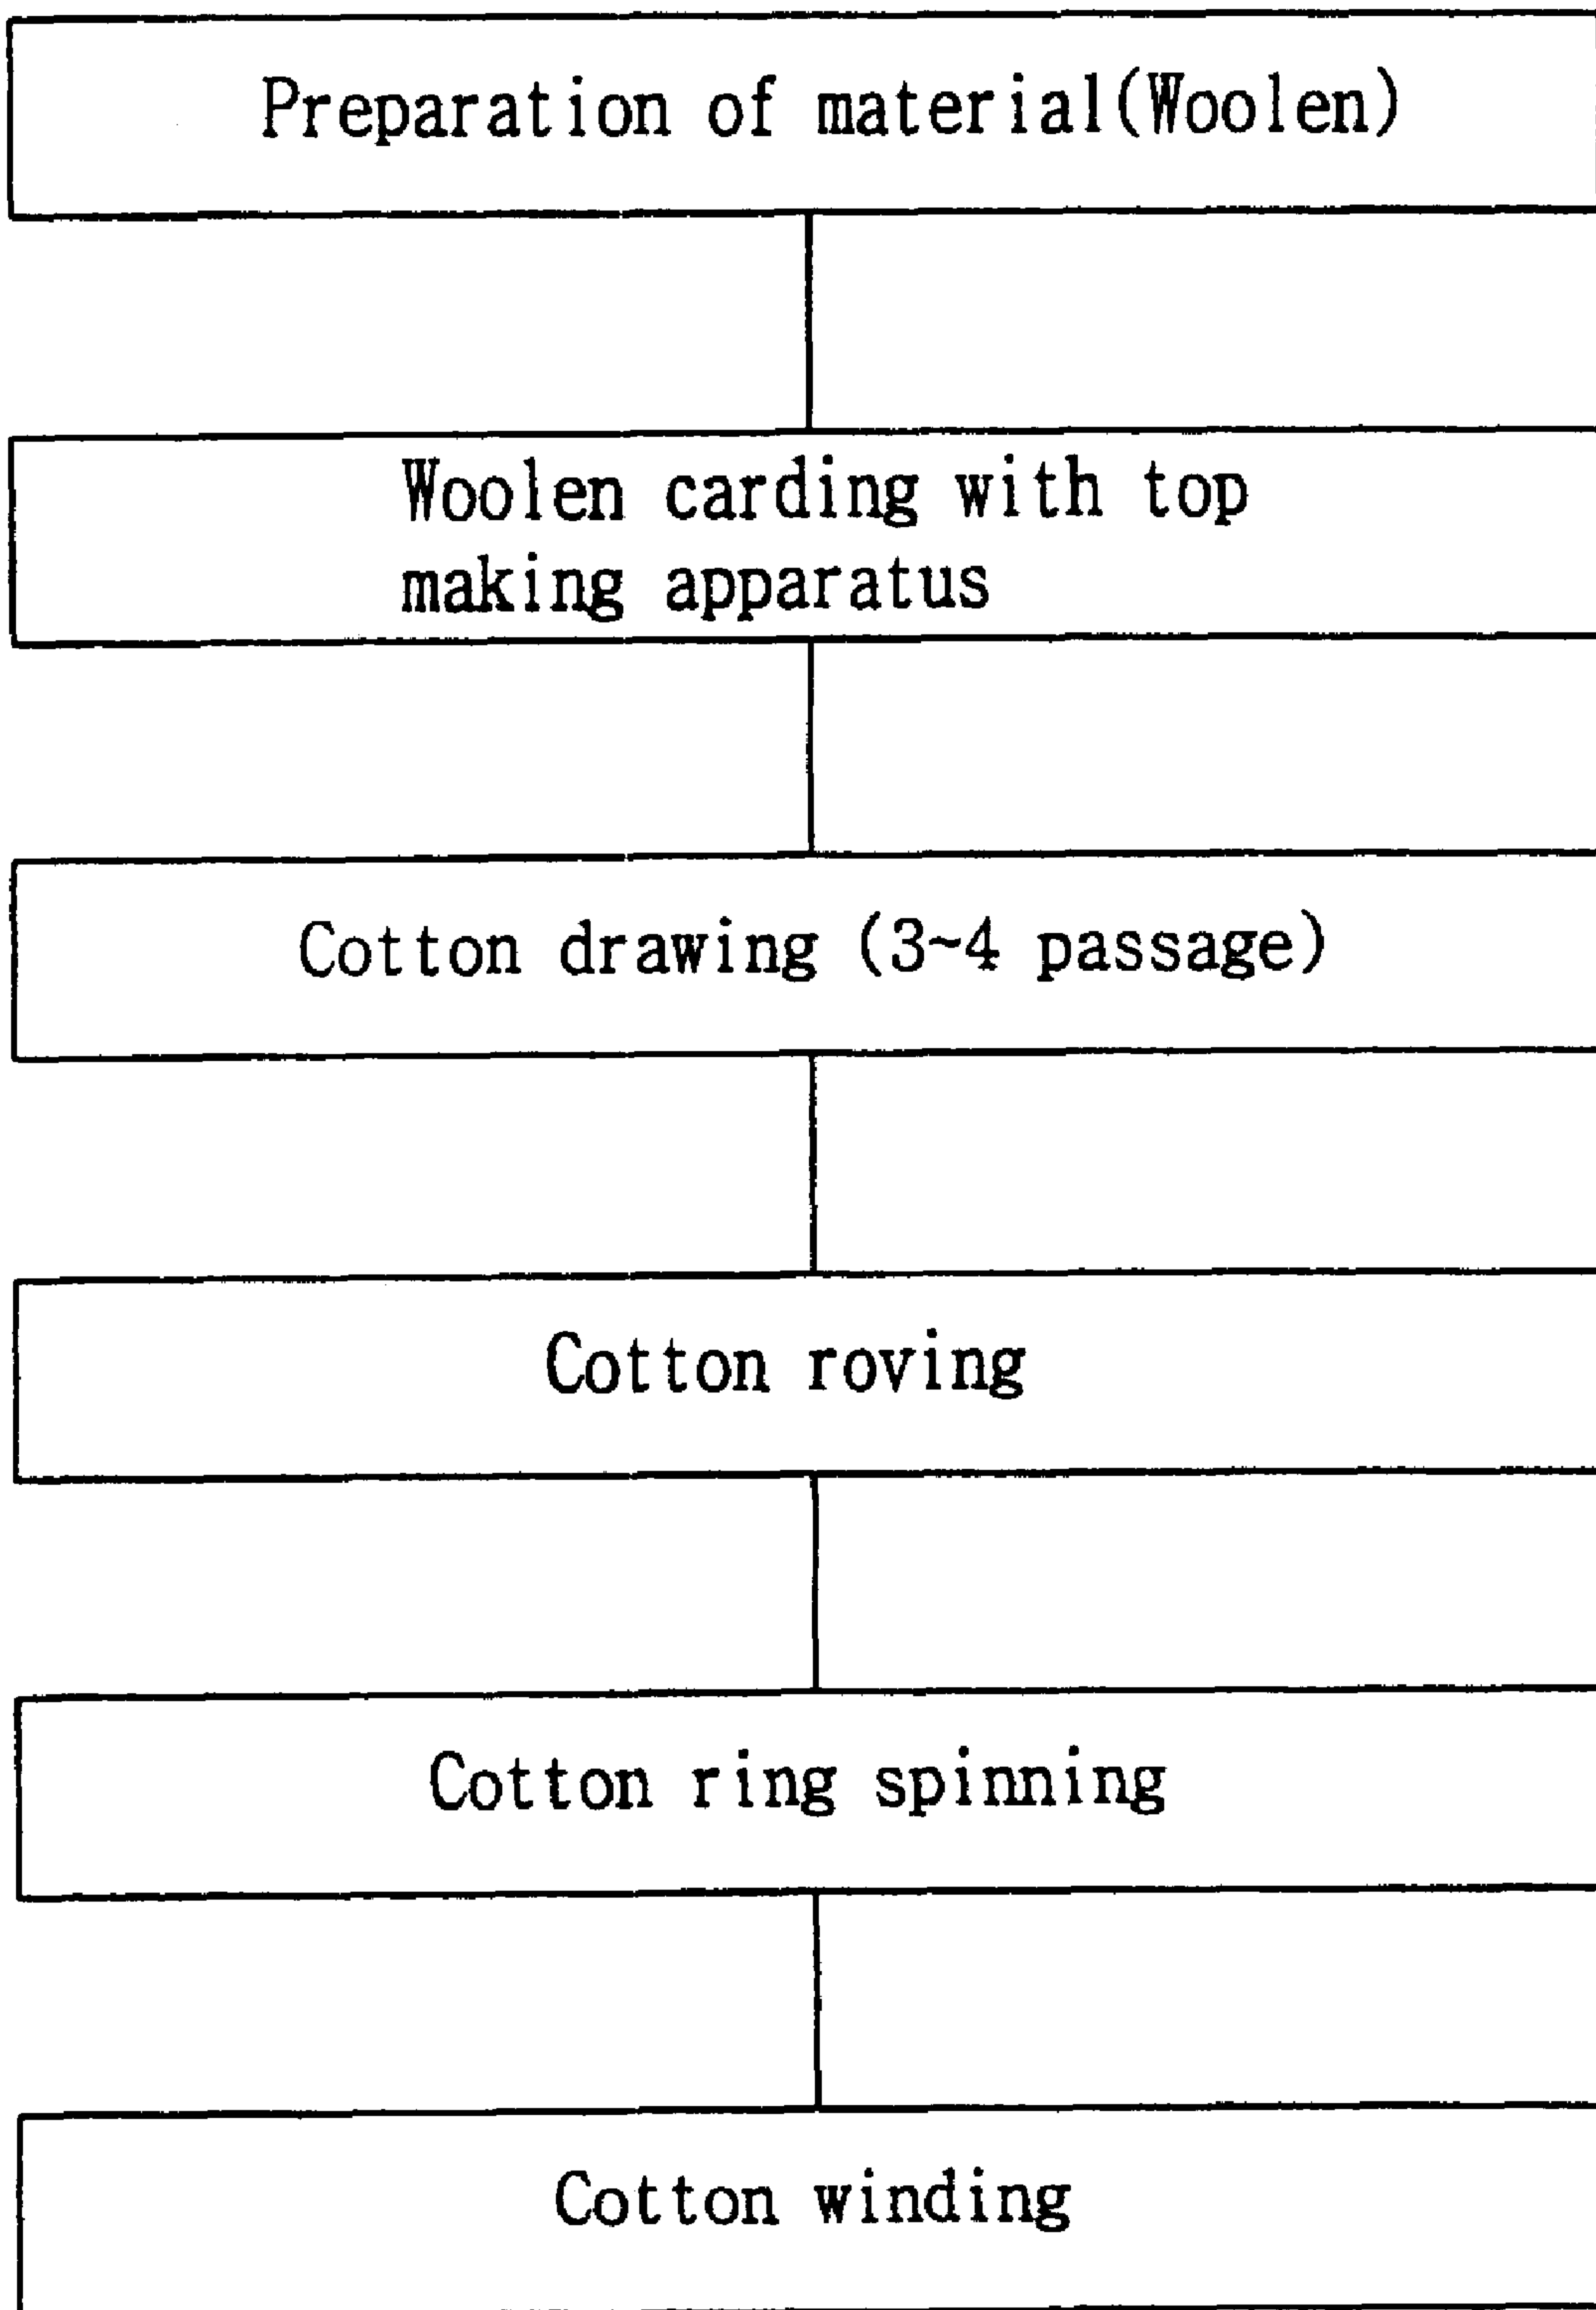 Preparation of material(Woolen)
Woolen carding with top
making apparatus
Cotton drawing (3~4 passage)
Cotton roving
Cotton ring spinning
Cotton winding